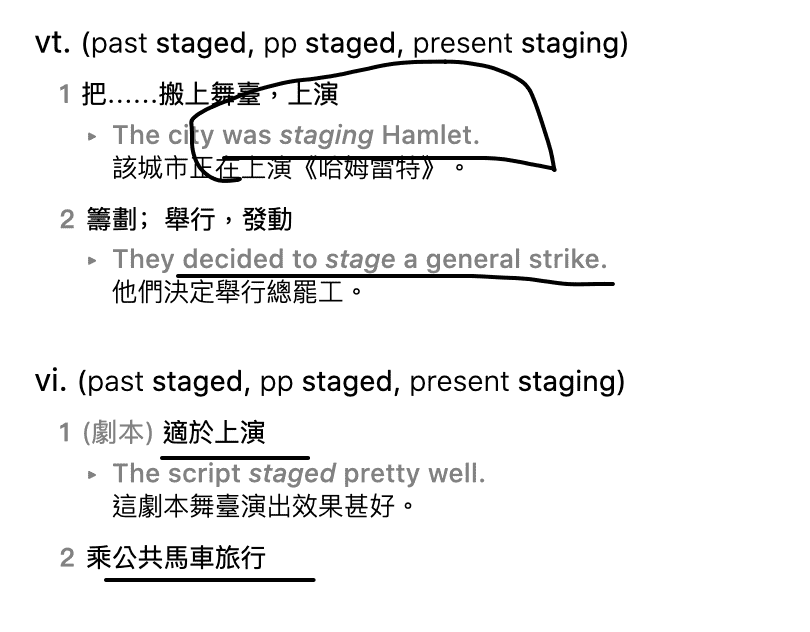 vt. (past staged, pp staged, present staging)
1 把……搬上舞臺，上演
▸ The city was staging Hamlet.
該城市正在上演《哈姆雷特》。
2 籌劃；舉行，發動
▸ They decided to stage a general strike.
他們決定舉行總罷工。
vi. (past staged, pp staged, present staging)
1 (劇本) 適於上演
▸ The script staged pretty well.
這劇本舞臺演出效果甚好。
2 乘公共馬車旅行